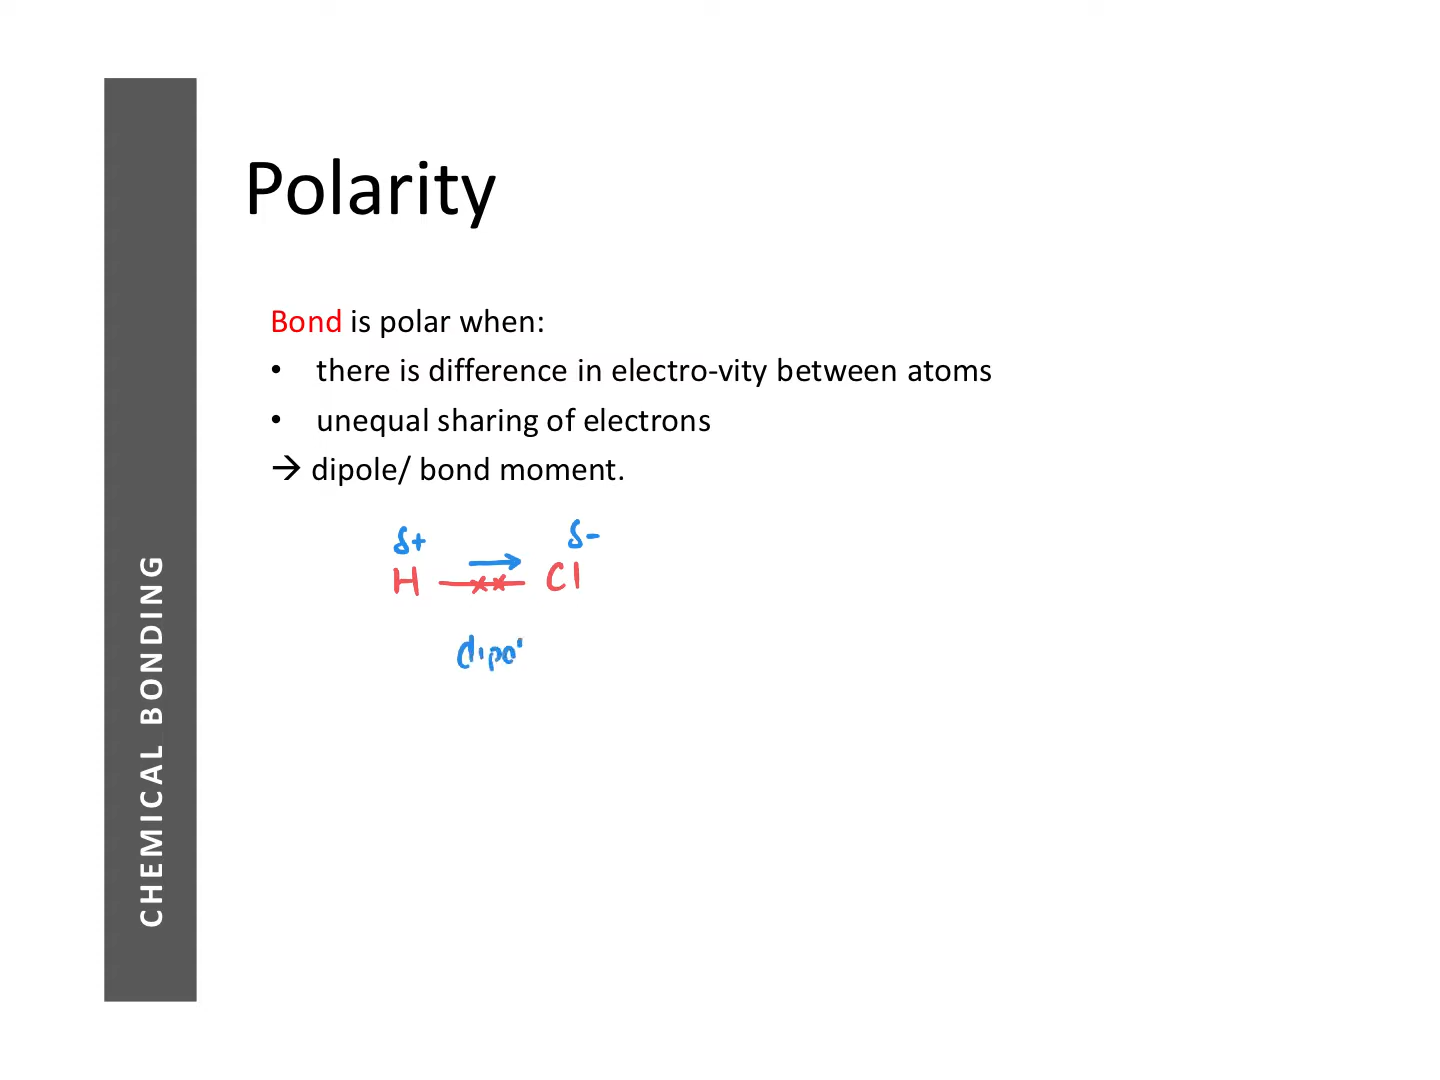 CHEMICAL BONDING
Polarity
Bond is polar when:
• there is difference in electro-vity between atoms
• unequal sharing of electrons
→ dipole/ bond moment.
δ+ δ-
H Cl
dipo